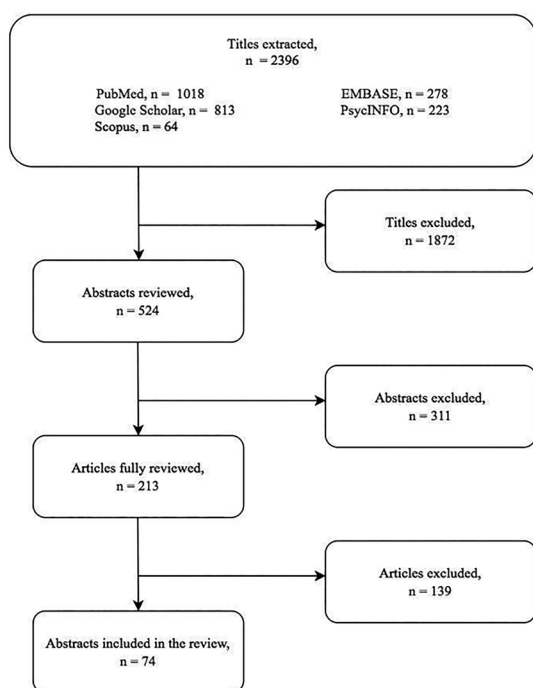 Titles extracted,
n = 2396
PubMed, n = 1018
Google Scholar, n = 813
Scopus, n = 64
EMBASE, n = 278
PsycINFO, n = 223
Titles excluded,
n = 1872
Abstracts reviewed,
n = 524
Abstracts excluded,
n = 311
Articles fully reviewed,
n = 213
Articles excluded,
n = 139
Abstracts included in the review,
n = 74